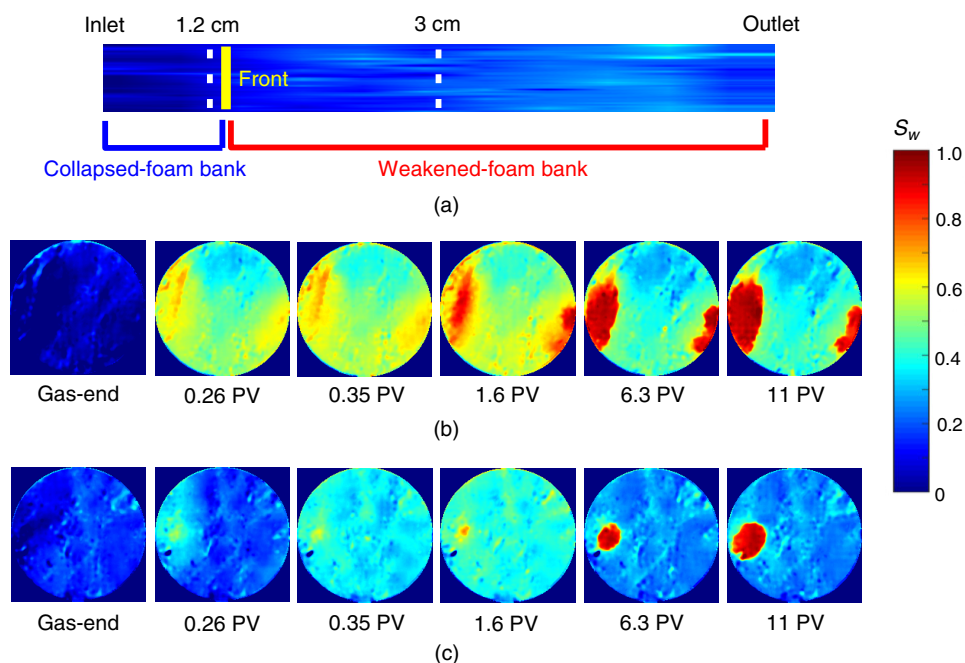 Inlet 1.2 cm 3 cm Outlet
Front
Collapsed-foam bank Weakened-foam bank
(a)
S_w
1.0
0.8
0.6
0.4
0.2
0
Gas-end 0.26 PV 0.35 PV 1.6 PV 6.3 PV 11 PV
(b)
Gas-end 0.26 PV 0.35 PV 1.6 PV 6.3 PV 11 PV
(c)